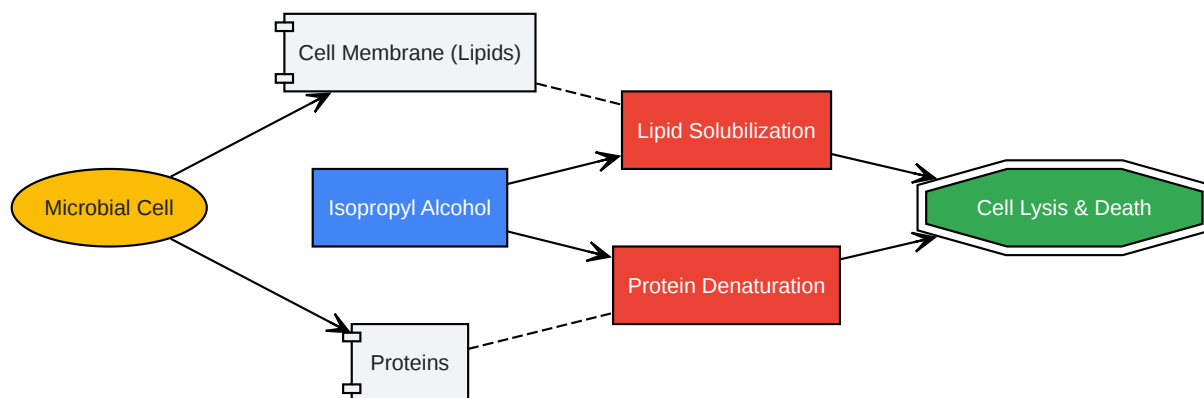 Cell Membrane (Lipids)
Lipid Solubilization
Microbial Cell
Isopropyl Alcohol
Cell Lysis & Death
Protein Denaturation
Proteins